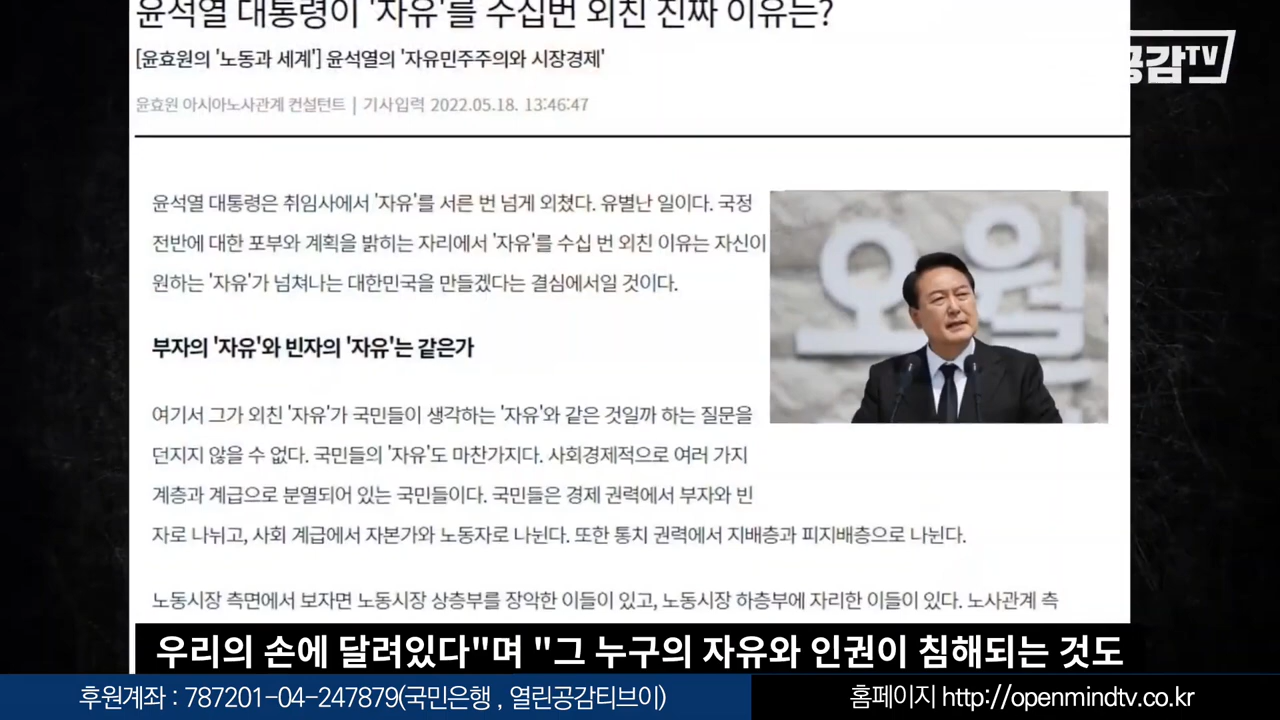 윤석열 대통령이 '자유'를 수십번 외친 진짜 이유는?
[윤효원의 '노동과 세계'] 윤석열의 '자유민주주의와 시장경제'
공감TV
윤효원 아시아노사관계 컨설턴트 | 기사입력 2022.05.18. 13:46:47
윤석열 대통령은 취임사에서 '자유'를 서른 번 넘게 외쳤다. 유별난 일이다. 국정
전반에 대한 포부와 계획을 밝히는 자리에서 '자유'를 수십 번 외친 이유는 자신이
원하는 '자유'가 넘쳐나는 대한민국을 만들겠다는 결심에서일 것이다.
오월
부자의 '자유'와 빈자의 '자유'는 같은가
여기서 그가 외친 '자유'가 국민들이 생각하는 '자유'와 같은 것일까 하는 질문을
던지지 않을 수 없다. 국민들의 '자유'도 마찬가지다. 사회경제적으로 여러 가지
계층과 계급으로 분열되어 있는 국민들이다. 국민들은 경제 권력에서 부자와 빈
자로 나뉘고, 사회 계급에서 자본가와 노동자로 나뉜다. 또한 통치 권력에서 지배층과 피지배층으로 나뉜다.
노동시장 측면에서 보자면 노동시장 상층부를 장악한 이들이 있고, 노동시장 하층부에 자리한 이들이 있다. 노사관계 측
우리의 손에 달려있다"며 "그 누구의 자유와 인권이 침해되는 것도
후원계좌 : 787201-04-247879(국민은행 , 열린공감티브이)
홈페이지 http://openmindtv.co.kr